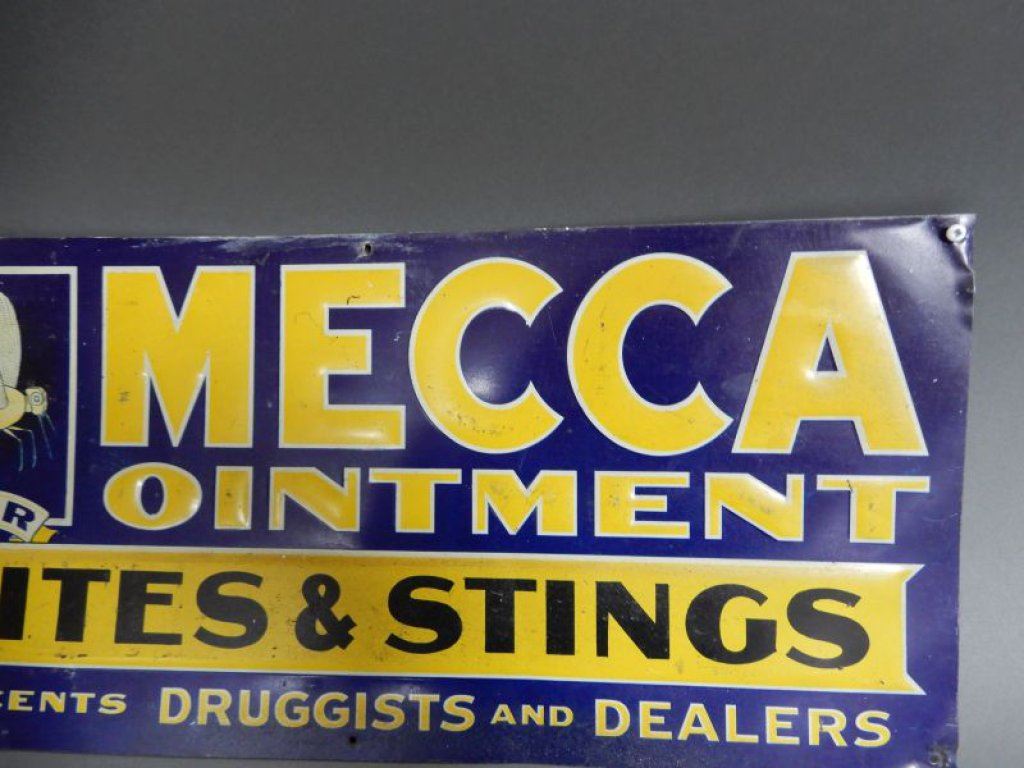 MECCA
OINTMENT
R
ITES & STINGS
CENTS DRUGGISTS AND DEALERS